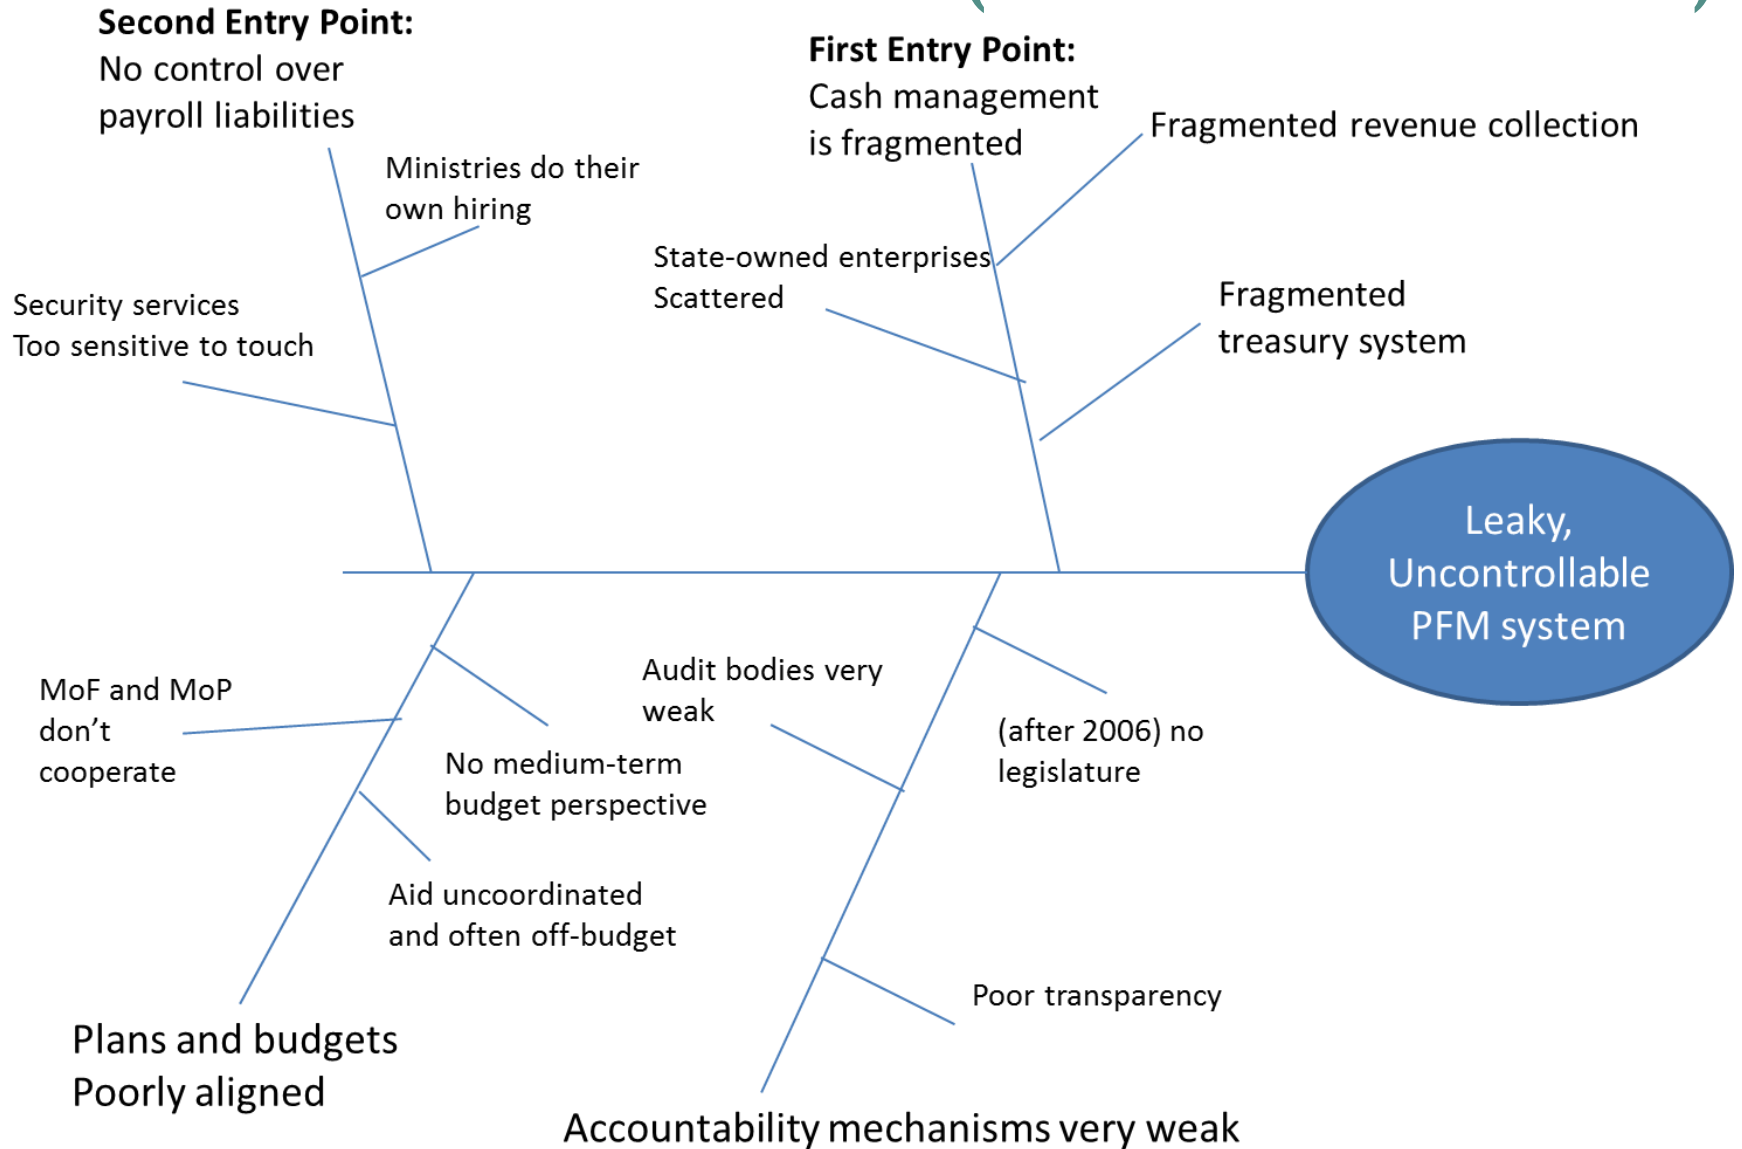 Second Entry Point:
No control over
payroll liabilities
First Entry Point:
Cash management
is fragmented
Fragmented revenue collection
Ministries do their
own hiring
State-owned enterprises
Scattered
Security services
Too sensitive to touch
Fragmented
treasury system
Leaky,
Uncontrollable
PFM system
MoF and MoP
don’t
cooperate
No medium-term
budget perspective
Aid uncoordinated
and often off-budget
Plans and budgets
Poorly aligned
Audit bodies very
weak
(after 2006) no
legislature
Poor transparency
Accountability mechanisms very weak